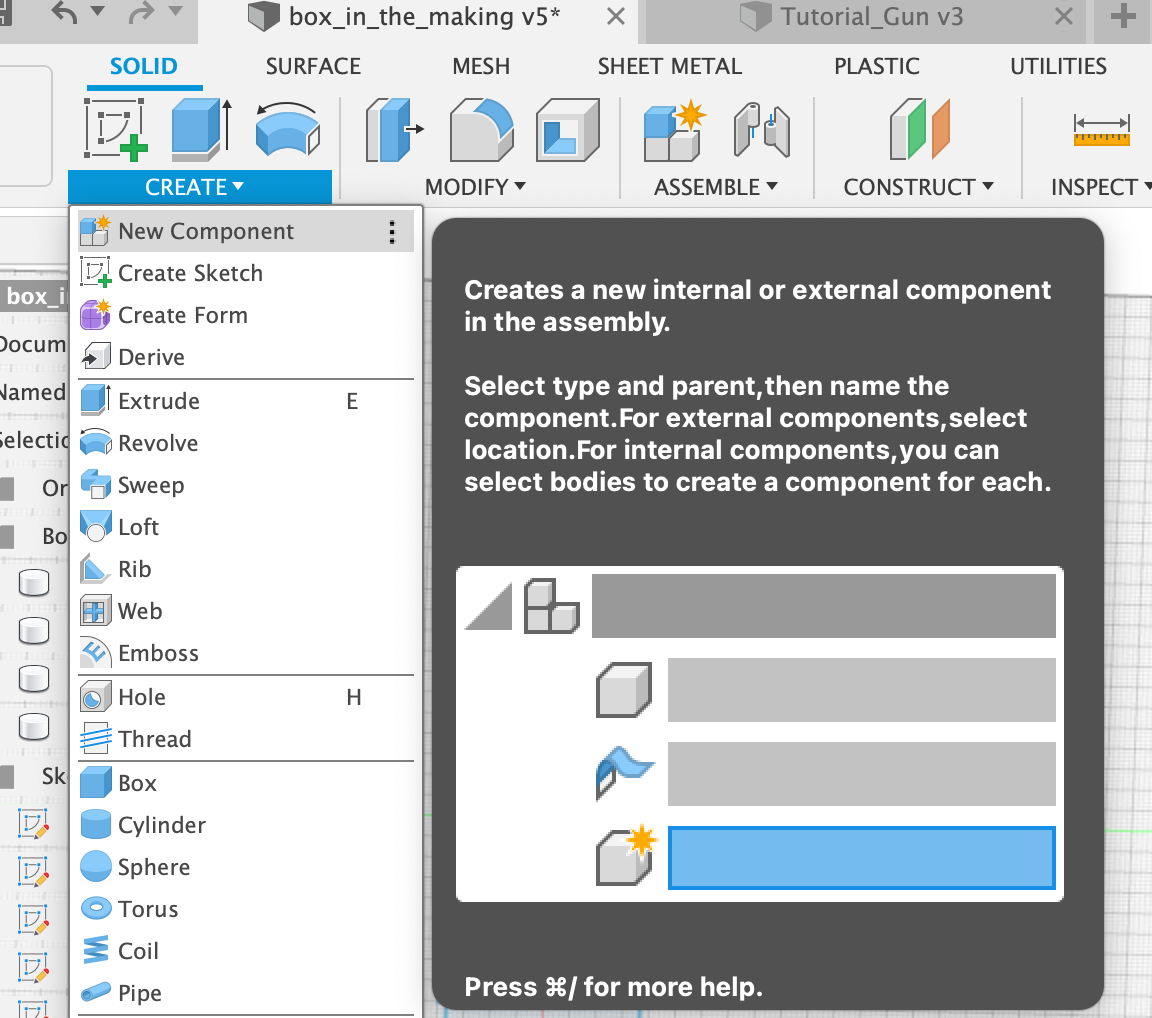 box_in_the_making v5*
Tutorial_Gun v3
SOLID
SURFACE
MESH
SHEET METAL
PLASTIC
UTILITIES
CREATE
MODIFY
ASSEMBLE
CONSTRUCT
INSPECT
New Component
Create Sketch
Create Form
Derive
Extrude E
Revolve
Sweep
Loft
Rib
Web
Emboss
Hole H
Thread
Box
Cylinder
Sphere
Torus
Coil
Pipe
box_i
Docum
Named
Selectio
Or
Bo
Sk
Creates a new internal or external component
in the assembly.
Select type and parent,then name the
component.For external components,select
location.For internal components,you can
select bodies to create a component for each.
Press ⌘/ for more help.